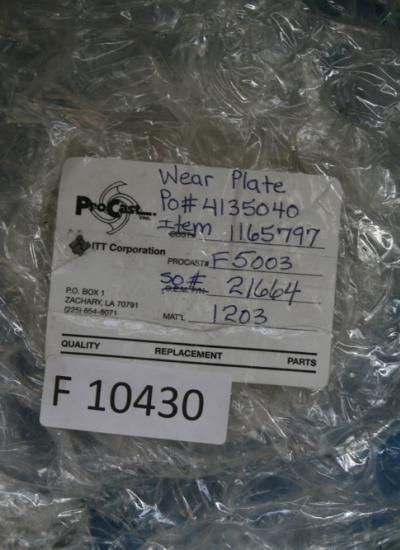 Wear Plate
Po# 4135040
Item 1165797
ProCast INC.
ITT Corporation
PROCAST# F5003
SO# 21664
P.O. BOX 1
ZACHARY, LA 70791
(225) 654-8071
MAT'L 1203
QUALITY REPLACEMENT PARTS
F 10430